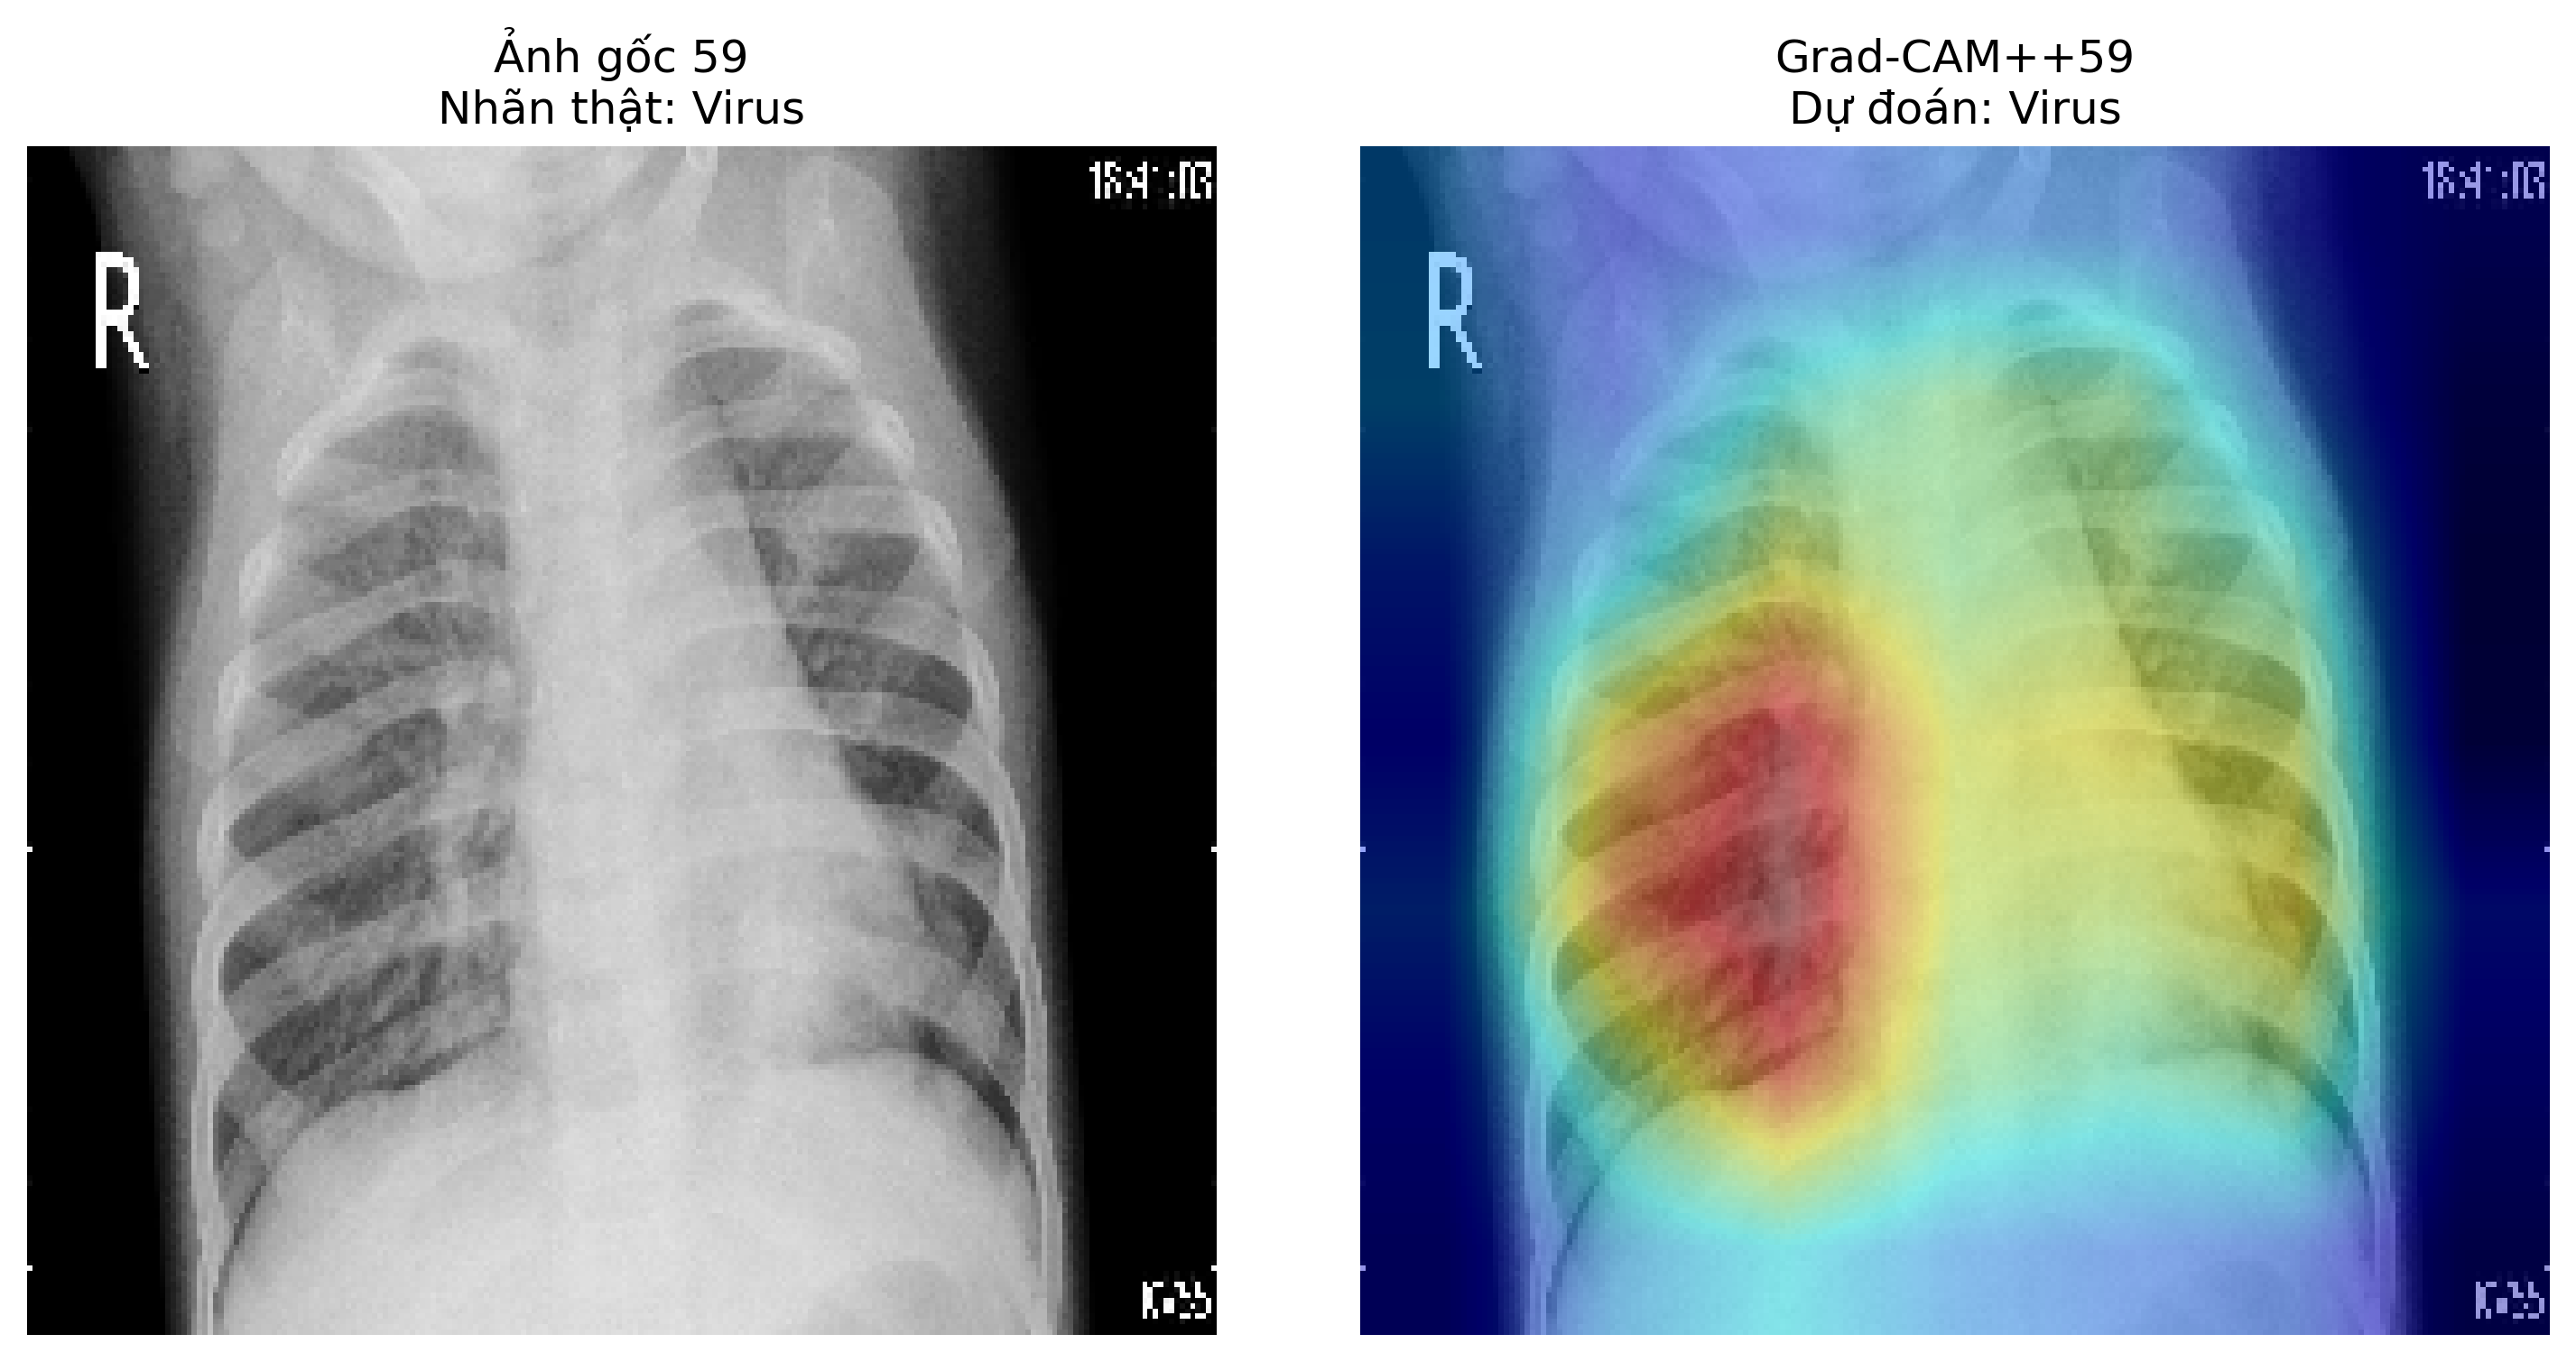 Ảnh gốc 59
Nhãn thật: Virus
Grad-CAM++59
Dự đoán: Virus
R
R